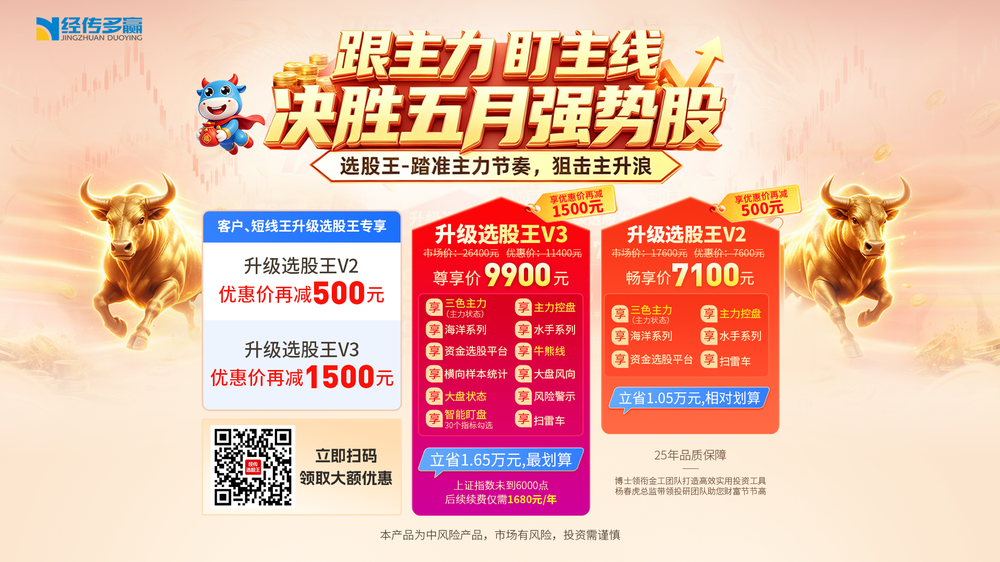 经传多赢
JINGZHUAN DUOYING
跟主力 盯主线
决胜五月强势股
选股王-踏准主力节奏，狙击主升浪
福
客户、短线王升级选股王专享
升级选股王V2
优惠价再减500元
升级选股王V3
优惠价再减1500元
经传
选股王
立即扫码
领取大额优惠
享优惠价再减
1500元
升级选股王V3
市场价：26400元 优惠价：11400元
尊享价9900元
享 三色主力
（主力状态）
享 主力控盘
享 海洋系列
享 水手系列
享 资金选股平台
享 牛熊线
享 横向样本统计
享 大盘风向
享 大盘状态
享 风险警示
享 智能盯盘
30个指标勾选
享 扫雷车
立省1.65万元,最划算
上证指数未到6000点
后续续费仅需1680元/年
享优惠价再减
500元
升级选股王V2
市场价：17600元 优惠价：7600元
畅享价7100元
享 三色主力
（主力状态）
享 主力控盘
享 海洋系列
享 水手系列
享 资金选股平台
享 扫雷车
立省1.05万元,相对划算
25年品质保障
博士领衔金工团队打造高效实用投资工具
杨春虎总监带领投研团队助您财富节节高
本产品为中风险产品，市场有风险，投资需谨慎